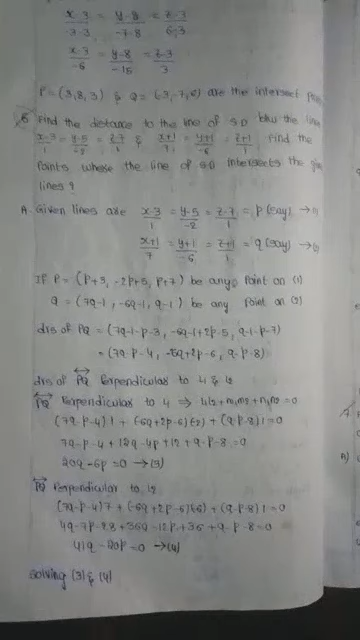 x-3 / -3-3 = y-8 / -7-8 = z-3 / 6-3
x-3 / -6 = y-8 / -15 = z-3 / 3
P = (3,8,3) & Q = (-3,-7,6) are the intersect
5 Find the distance to the line of S.D b/w the lines
x-3 / 1 = y-5 / -2 = z-7 / 1 & x+1 / 7 = y+1 / -6 = z+1 / 1 Find the
points where the line of S.D intersects the
lines?
A. Given lines are x-3 / 1 = y-5 / -2 = z-7 / 1 = p (say) → (1)
x+1 / 7 = y+1 / -6 = z+1 / 1 = q (say) → (2)
If P = (p+3, -2p+5, p+7) be any point on (1)
Q = (7q-1, -6q-1, q-1) be any point on (2)
drs of PQ = (7q-1-p-3, -6q-1+2p-5, q-1-p-7)
= (7q-p-4, -6q+2p-6, q-p-8)
drs of PQ perpendicular to L1 & L2
PQ perpendicular to L1 ⇒ l1l2+m1m2+n1n2=0
(7q-p-4)1 + (-6q+2p-6)(-2) + (q-p-8)1=0
7q-p-4+12q-4p+12+q-p-8=0
20q-6p=0 → (3)
PQ perpendicular to L2
(7q-p-4)7 + (-6q+2p-6)(-6) + (q-p-8)1=0
49q-7p-28+36q-12p+36+q-p-8=0
41q-20p=0 → (4)
Solving (3) & (4)